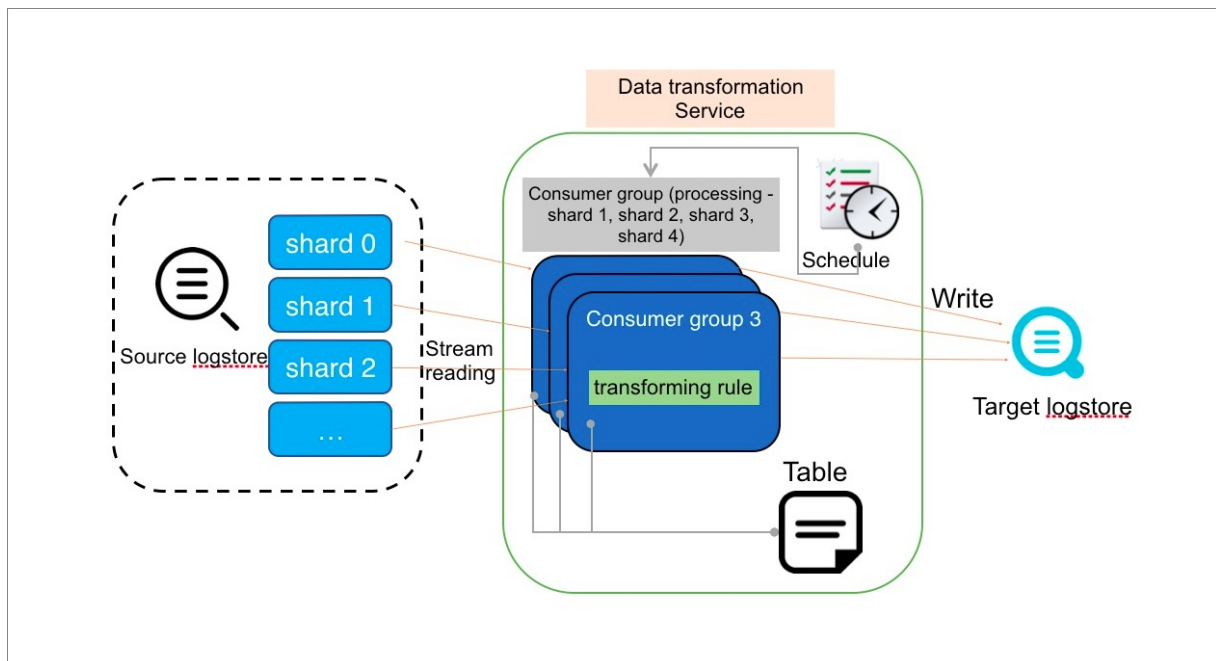 Data transformation
Service
Consumer group (processing -
shard 1, shard 2, shard 3,
shard 4)
Schedule
shard 0
shard 1
shard 2
...
Source logstore
Stream
reading
Consumer group 3
transforming rule
Write
Target logstore
Table